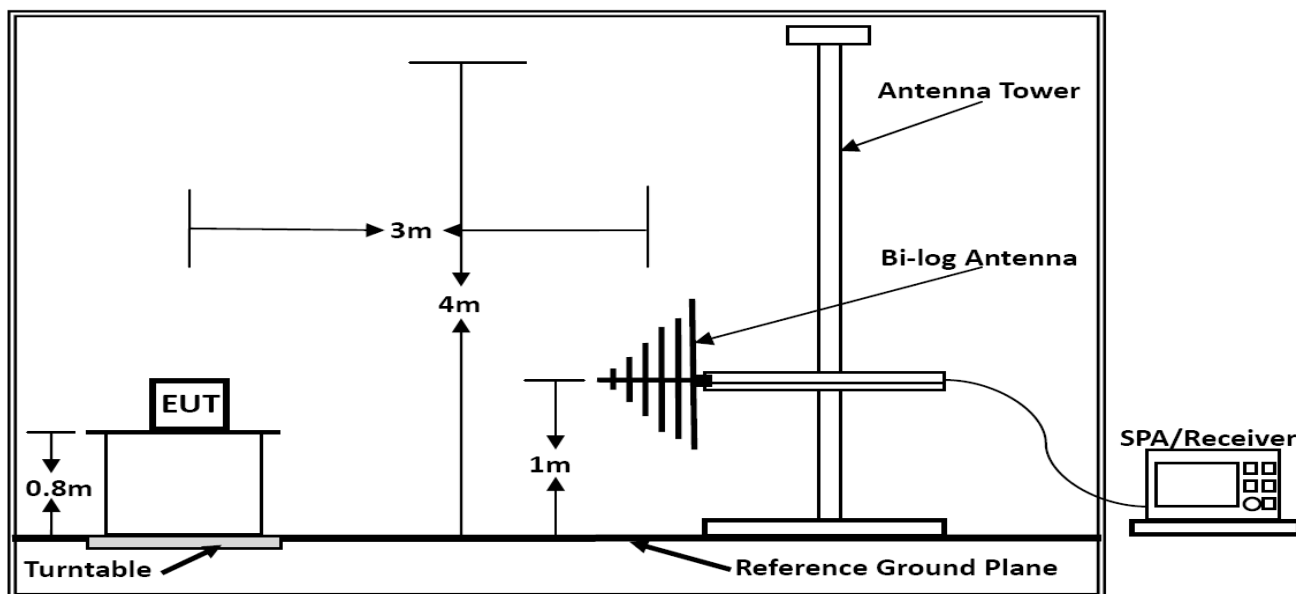 Antenna Tower
3m
Bi-log Antenna
4m
EUT
SPA/Receiver
1m
0.8m
Turntable
Reference Ground Plane